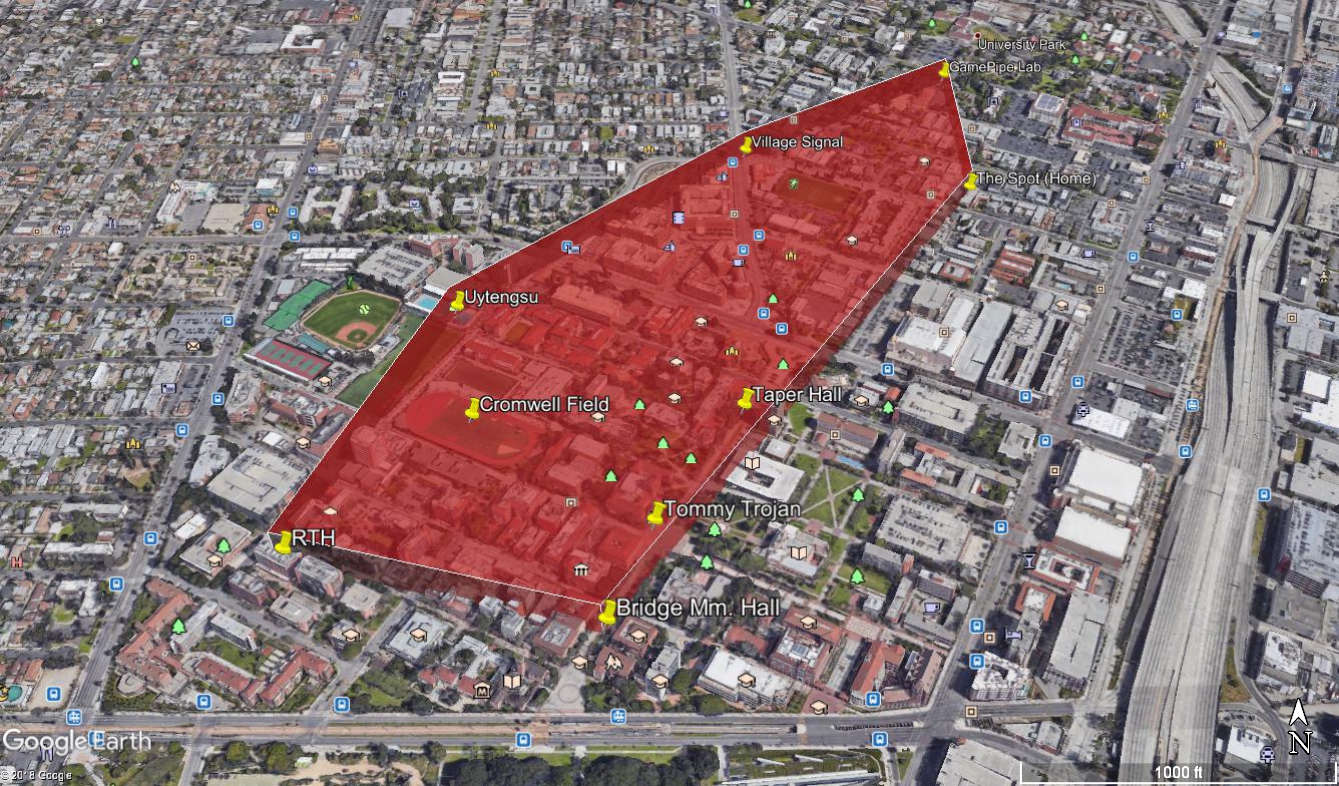 University Park
GamePipe Lab
Village Signal
The Spot (Home)
Uytengsu
Taper Hall
Cromwell Field
Tommy Trojan
RTH
Bridge Mm. Hall
Google Earth
N
© 2018 Google
1000 ft